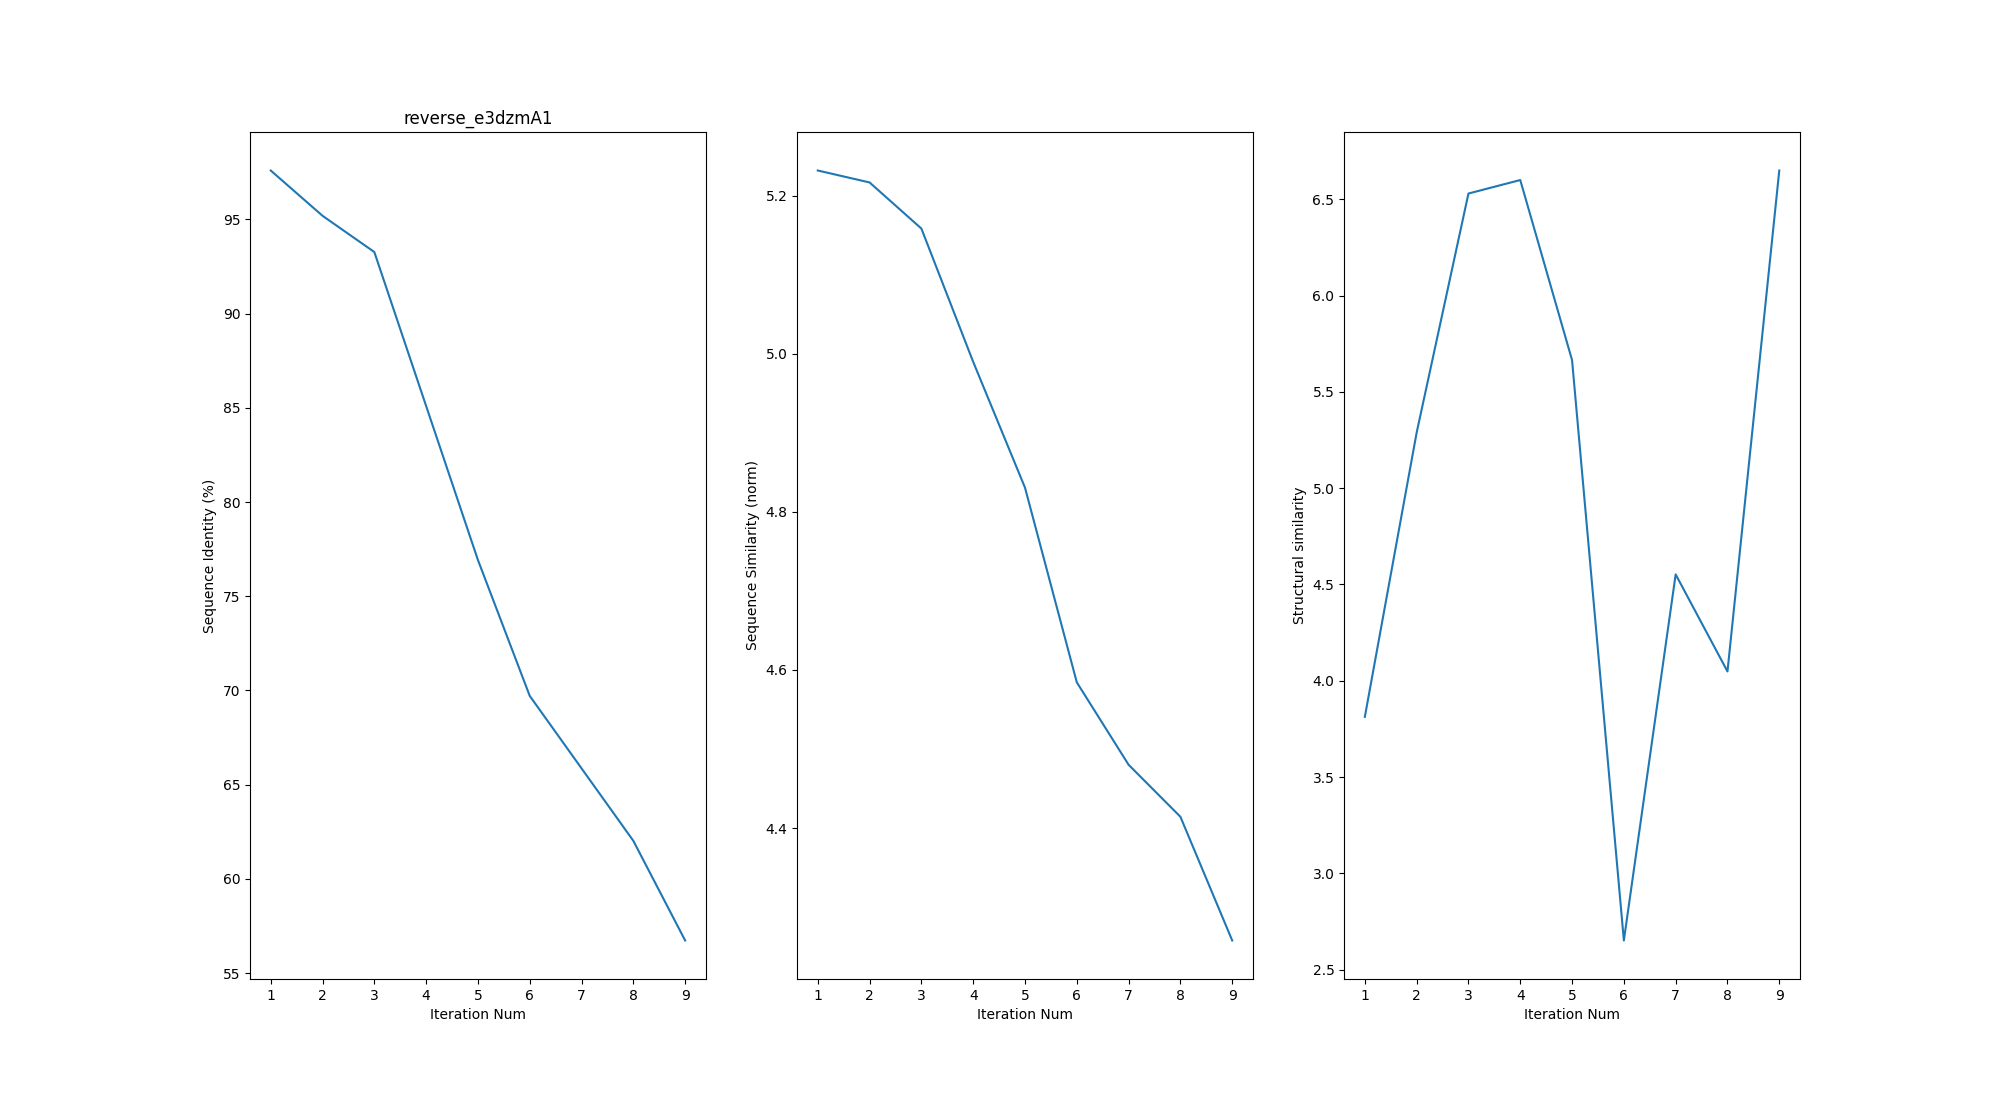 reverse_e3dzmA1
Sequence Identity (%)
95
90
85
80
75
70
65
60
55
1 2 3 4 5 6 7 8 9
Iteration Num
Sequence Similarity (norm)
5.2
5.0
4.8
4.6
4.4
1 2 3 4 5 6 7 8 9
Iteration Num
Structural similarity
6.5
6.0
5.5
5.0
4.5
4.0
3.5
3.0
2.5
1 2 3 4 5 6 7 8 9
Iteration Num